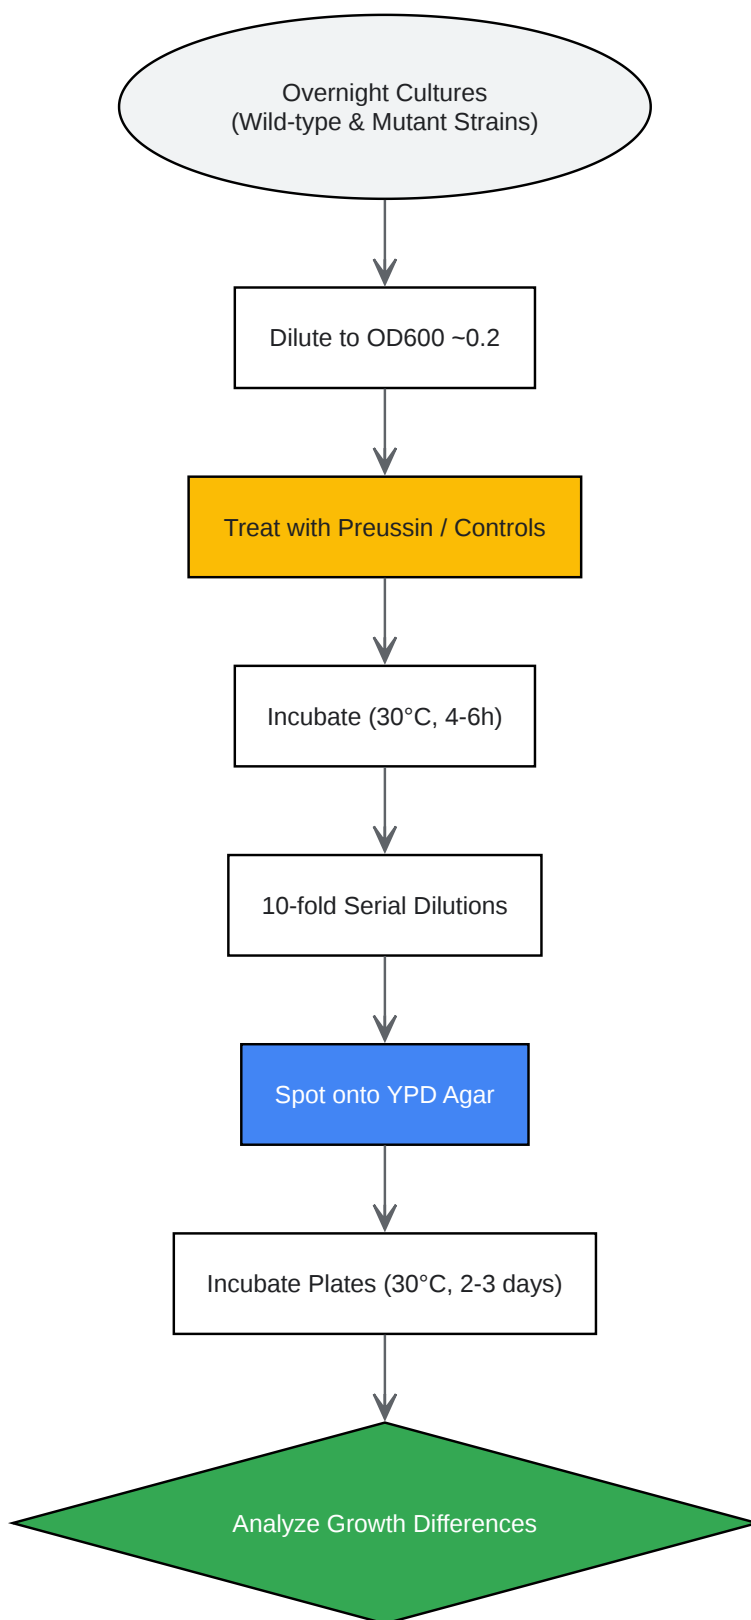 Overnight Cultures
(Wild-type & Mutant Strains)
Dilute to OD600 ~0.2
Treat with Preussin / Controls
Incubate (30°C, 4-6h)
10-fold Serial Dilutions
Spot onto YPD Agar
Incubate Plates (30°C, 2-3 days)
Analyze Growth Differences